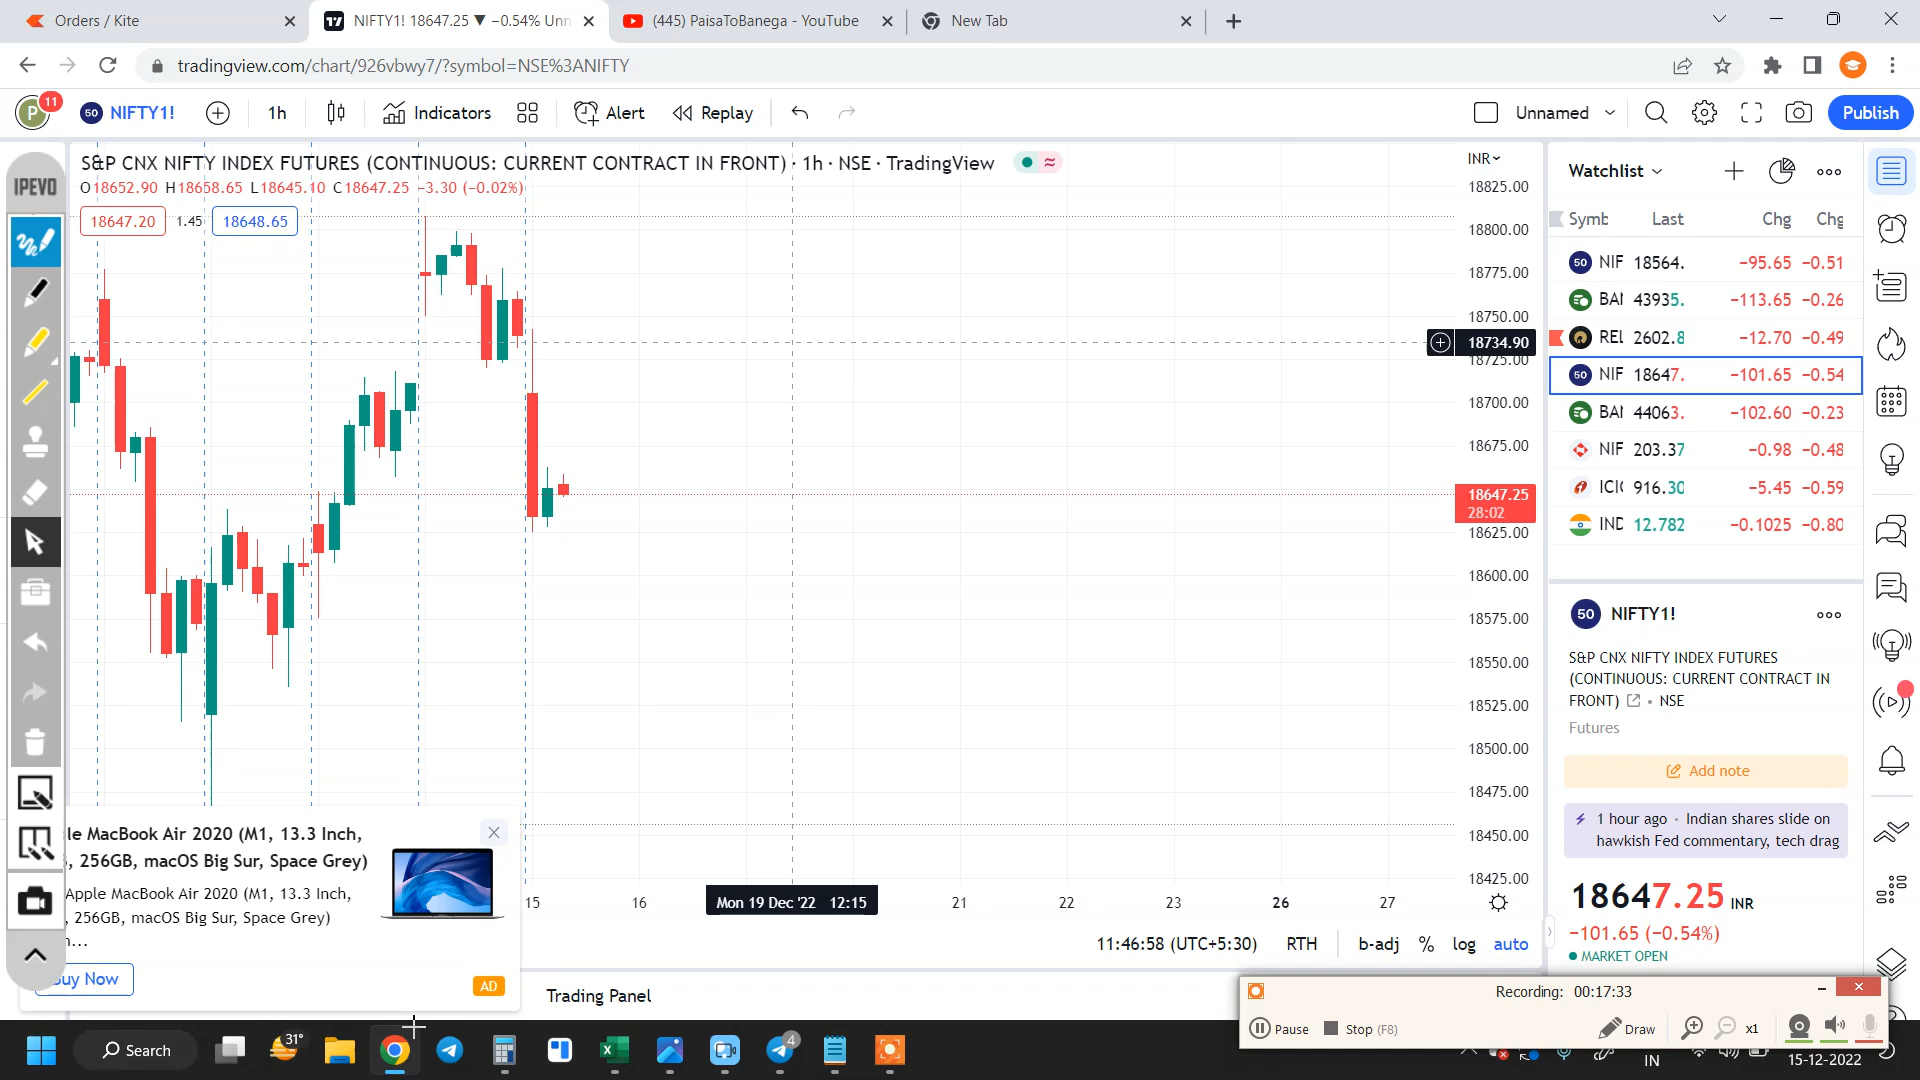 Orders / Kite
NIFTY1! 18647.25 ▼ −0.54% Unn
(445) PaisaToBanega - YouTube
New Tab
tradingview.com/chart/926vbwy7/?symbol=NSE%3ANIFTY
P 11
50 NIFTY1!
1h
Indicators
Alert
Replay
Unnamed
Publish
IPEVO
S&P CNX NIFTY INDEX FUTURES (CONTINUOUS: CURRENT CONTRACT IN FRONT) · 1h · NSE · TradingView
O18652.90 H18658.65 L18645.10 C18647.25 −3.30 (−0.02%)
18647.20 1.45 18648.65
INR
18825.00
18800.00
18775.00
18750.00
18734.90
18725.00
18700.00
18675.00
18647.25
28:02
18625.00
18600.00
18575.00
18550.00
18525.00
18500.00
18475.00
18450.00
18425.00
Watchlist
Symb Last Chg Chg
50 NIF 18564. −95.65 −0.51
BAI 43935. −113.65 −0.26
REL 2602.8 −12.70 −0.49
50 NIF 18647. −101.65 −0.54
BAI 44063. −102.60 −0.23
NIF 203.37 −0.98 −0.48
ICI 916.30 −5.45 −0.59
IND 12.782 −0.1025 −0.80
50 NIFTY1!
S&P CNX NIFTY INDEX FUTURES
(CONTINUOUS: CURRENT CONTRACT IN
FRONT) • NSE
Futures
Add note
1 hour ago · Indian shares slide on
hawkish Fed commentary, tech drag
18647.25 INR
−101.65 (−0.54%)
MARKET OPEN
le MacBook Air 2020 (M1, 13.3 Inch,
, 256GB, macOS Big Sur, Space Grey)
Apple MacBook Air 2020 (M1, 13.3 Inch,
, 256GB, macOS Big Sur, Space Grey)
...
Buy Now
AD
15 16 Mon 19 Dec '22 12:15 21 22 23 26 27
11:46:58 (UTC+5:30) RTH b-adj % log auto
Trading Panel
Recording: 00:17:33
Pause Stop (F8) Draw x1
Search
31°
4
IN
15-12-2022